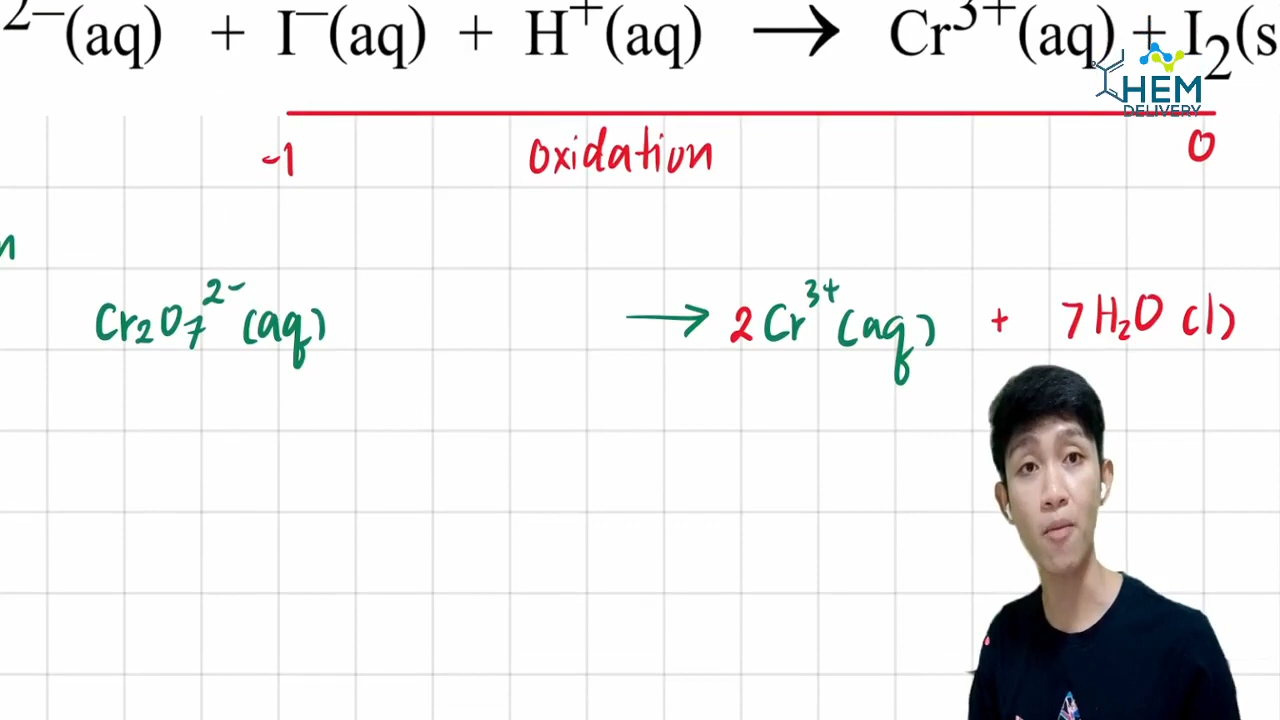 2−(aq) + I−(aq) + H+(aq) → Cr3+(aq) + I2(s
CHEM
DELIVERY
-1 oxidation 0
n
Cr2O7 2-(aq) → 2Cr3+(aq) + 7H2O (l)